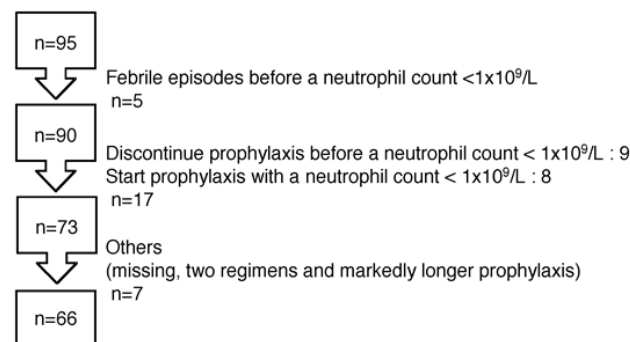 n=95
Febrile episodes before a neutrophil count <1x10⁹/L
n=5
n=90
Discontinue prophylaxis before a neutrophil count < 1x10⁹/L : 9
Start prophylaxis with a neutrophil count < 1x10⁹/L : 8
n=17
n=73
Others
(missing, two regimens and markedly longer prophylaxis)
n=7
n=66